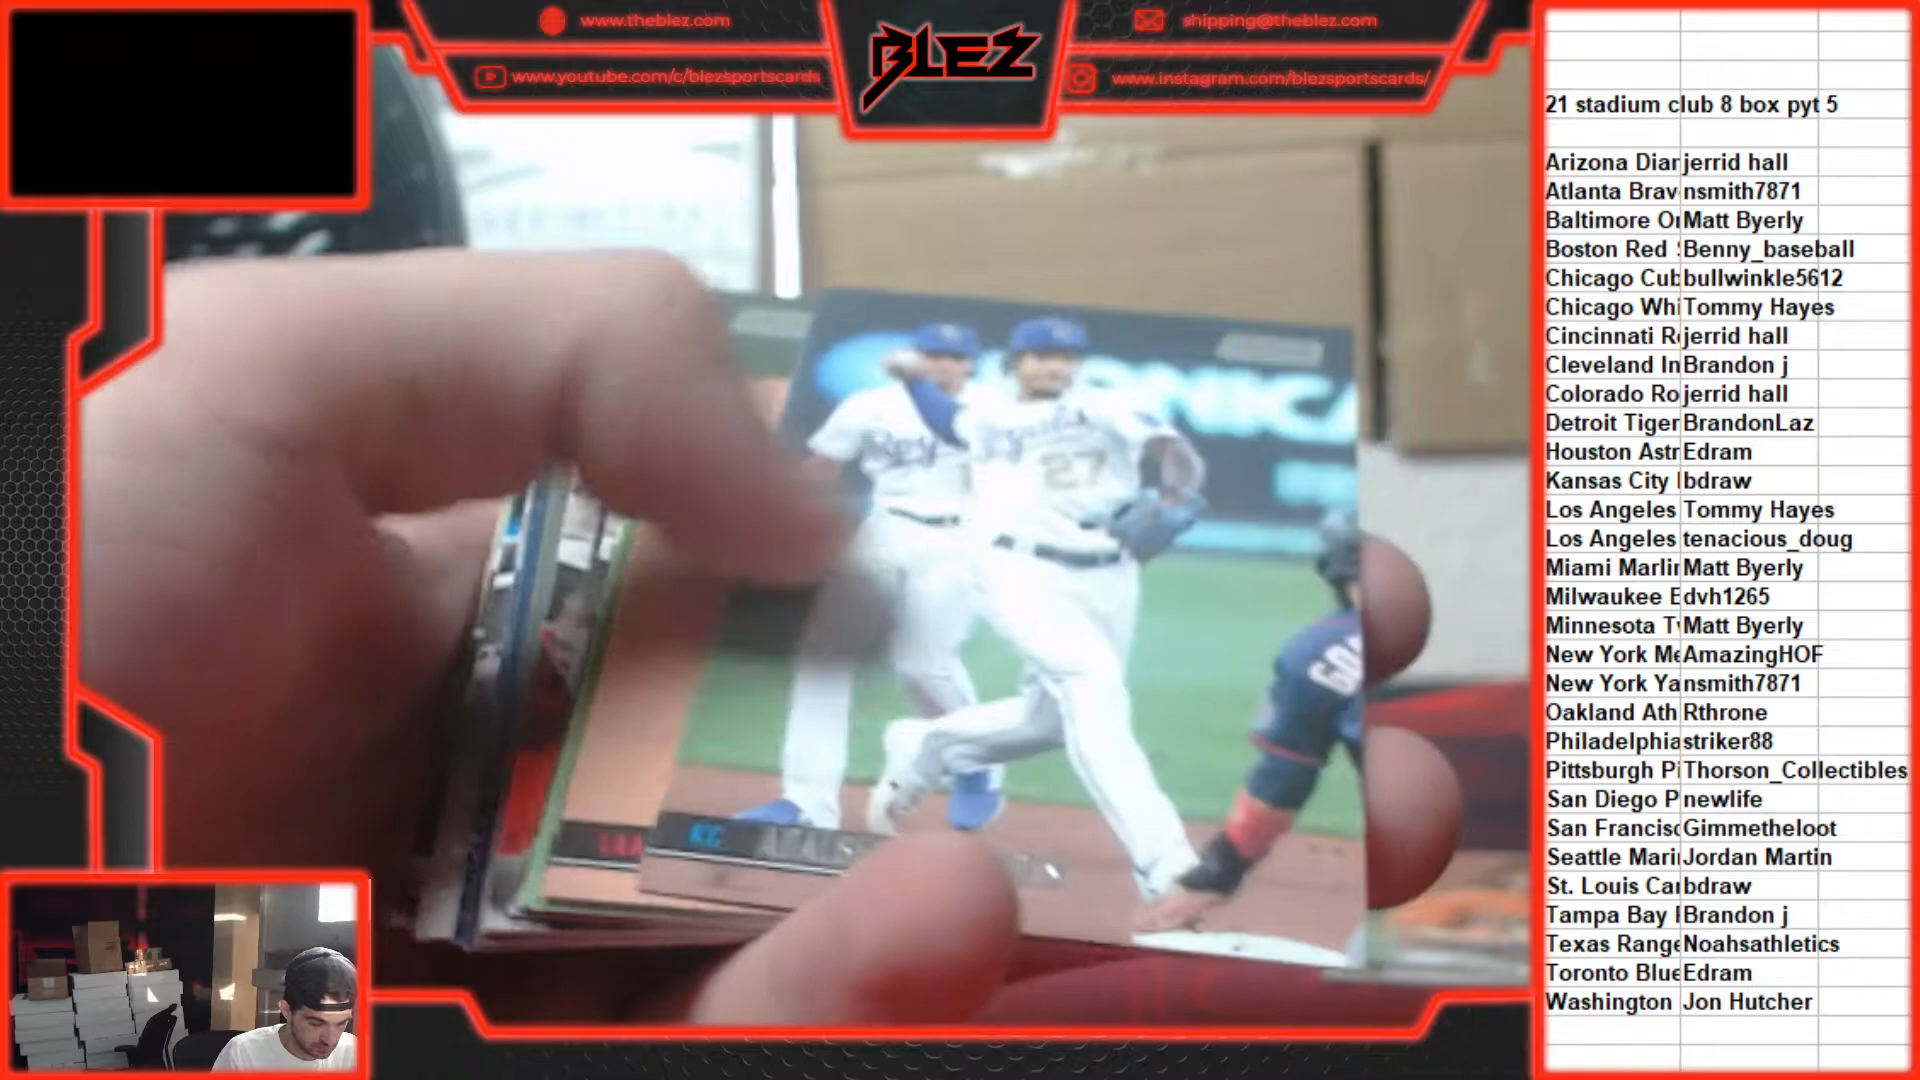 www.theblez.com
www.youtube.com/c/blezsportscards
BLEZ
shipping@theblez.com
www.instagram.com/blezsportscards/
21 stadium club 8 box pyt 5
Arizona Diar jerrid hall
Atlanta Brav nsmith7871
Baltimore O Matt Byerly
Boston Red Benny_baseball
Chicago Cub bullwinkle5612
Chicago Whi Tommy Hayes
Cincinnati R jerrid hall
Cleveland In Brandon j
Colorado Ro jerrid hall
Detroit Tiger BrandonLaz
Houston Astr Edram
Kansas City bdraw
Los Angeles Tommy Hayes
Los Angeles tenacious_doug
Miami Marlin Matt Byerly
Milwaukee dvh1265
Minnesota T Matt Byerly
New York Me AmazingHOF
New York Ya nsmith7871
Oakland Ath Rthrone
Philadelphia striker88
Pittsburgh Pi Thorson_Collectibles
San Diego P newlife
San Francisc Gimmetheloot
Seattle Mari Jordan Martin
St. Louis Car bdraw
Tampa Bay Brandon j
Texas Range Noahsathletics
Toronto Blue Edram
Washington Jon Hutcher
Royals
27
KC
LAA